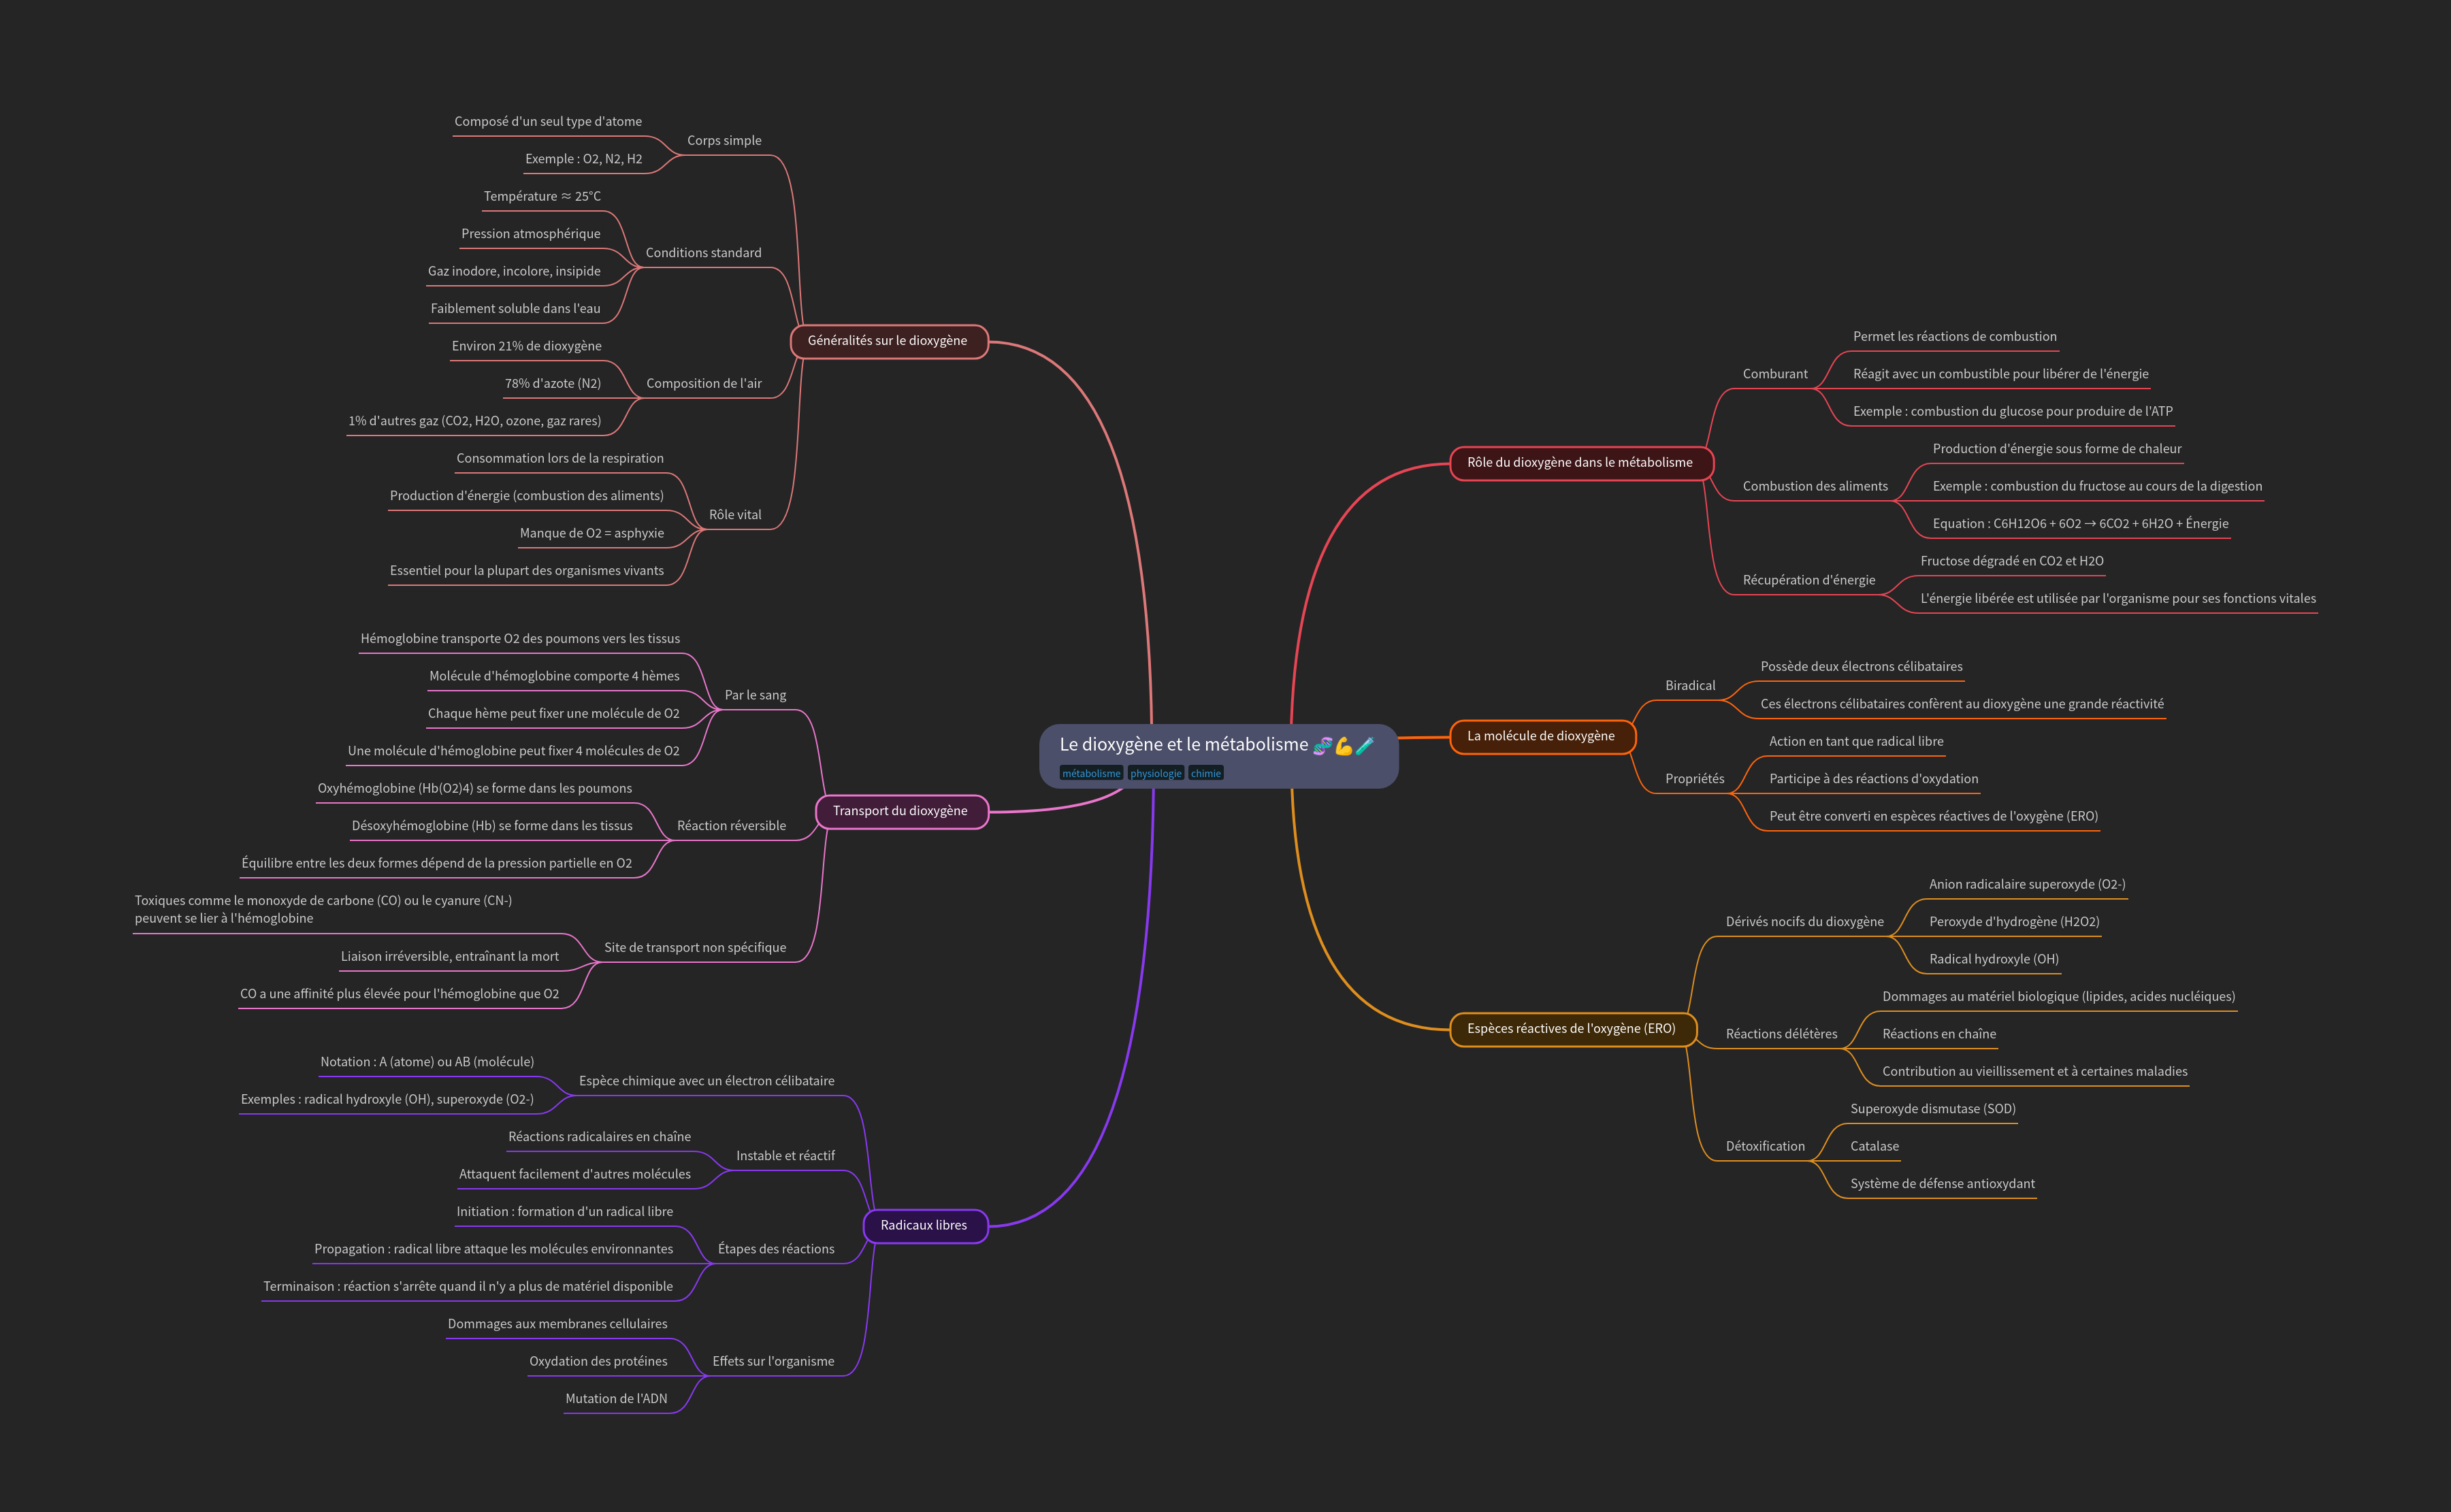 Le dioxygène et le métabolisme 🧬💪🧪
métabolisme physiologie chimie
Rôle du dioxygène dans le métabolisme
Comburant
Permet les réactions de combustion
Réagit avec un combustible pour libérer de l'énergie
Exemple : combustion du glucose pour produire de l'ATP
Combustion des aliments
Production d'énergie sous forme de chaleur
Exemple : combustion du fructose au cours de la digestion
Equation : C6H12O6 + 6O2 → 6CO2 + 6H2O + Énergie
Récupération d'énergie
Fructose dégradé en CO2 et H2O
L'énergie libérée est utilisée par l'organisme pour ses fonctions vitales
La molécule de dioxygène
Biradical
Possède deux électrons célibataires
Ces électrons célibataires confèrent au dioxygène une grande réactivité
Propriétés
Action en tant que radical libre
Participe à des réactions d'oxydation
Peut être converti en espèces réactives de l'oxygène (ERO)
Espèces réactives de l'oxygène (ERO)
Dérivés nocifs du dioxygène
Anion radicalaire superoxyde (O2-)
Peroxyde d'hydrogène (H2O2)
Radical hydroxyle (OH)
Réactions délétères
Dommages au matériel biologique (lipides, acides nucléiques)
Réactions en chaîne
Contribution au vieillissement et à certaines maladies
Détoxification
Superoxyde dismutase (SOD)
Catalase
Système de défense antioxydant
Généralités sur le dioxygène
Corps simple
Composé d'un seul type d'atome
Exemple : O2, N2, H2
Conditions standard
Température ≈ 25°C
Pression atmosphérique
Gaz inodore, incolore, insipide
Faiblement soluble dans l'eau
Composition de l'air
Environ 21% de dioxygène
78% d'azote (N2)
1% d'autres gaz (CO2, H2O, ozone, gaz rares)
Rôle vital
Consommation lors de la respiration
Production d'énergie (combustion des aliments)
Manque de O2 = asphyxie
Essentiel pour la plupart des organismes vivants
Transport du dioxygène
Par le sang
Hémoglobine transporte O2 des poumons vers les tissus
Molécule d'hémoglobine comporte 4 hèmes
Chaque hème peut fixer une molécule de O2
Une molécule d'hémoglobine peut fixer 4 molécules de O2
Réaction réversible
Oxyhémoglobine (Hb(O2)4) se forme dans les poumons
Désoxyhémoglobine (Hb) se forme dans les tissus
Équilibre entre les deux formes dépend de la pression partielle en O2
Site de transport non spécifique
Toxiques comme le monoxyde de carbone (CO) ou le cyanure (CN-)
peuvent se lier à l'hémoglobine
Liaison irréversible, entraînant la mort
CO a une affinité plus élevée pour l'hémoglobine que O2
Radicaux libres
Espèce chimique avec un électron célibataire
Notation : A (atome) ou AB (molécule)
Exemples : radical hydroxyle (OH), superoxyde (O2-)
Instable et réactif
Réactions radicalaires en chaîne
Attaquent facilement d'autres molécules
Étapes des réactions
Initiation : formation d'un radical libre
Propagation : radical libre attaque les molécules environnantes
Terminaison : réaction s'arrête quand il n'y a plus de matériel disponible
Effets sur l'organisme
Dommages aux membranes cellulaires
Oxydation des protéines
Mutation de l'ADN